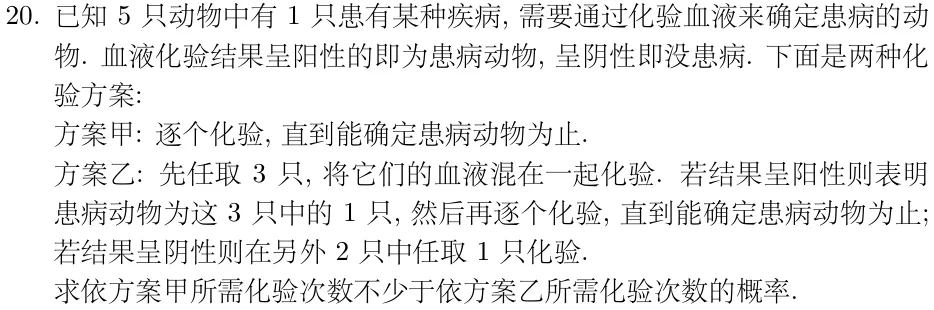 20. 已知 5 只动物中有 1 只患有某种疾病, 需要通过化验血液来确定患病的动
物. 血液化验结果呈阳性的即为患病动物, 呈阴性即没患病. 下面是两种化
验方案:
方案甲: 逐个化验, 直到能确定患病动物为止.
方案乙: 先任取 3 只, 将它们的血液混在一起化验. 若结果呈阳性则表明
患病动物为这 3 只中的 1 只, 然后再逐个化验, 直到能确定患病动物为止;
若结果呈阴性则在另外 2 只中任取 1 只化验.
求依方案甲所需化验次数不少于依方案乙所需化验次数的概率.